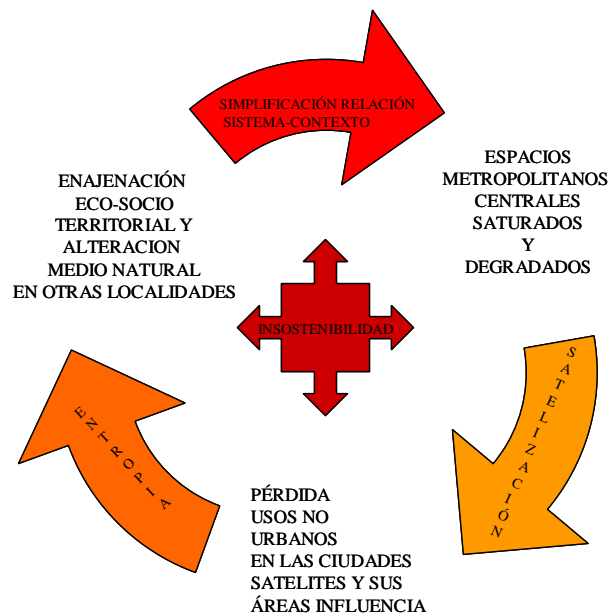 SIMPLIFICACIÓN RELACIÓN
SISTEMA-CONTEXTO
ESPACIOS
METROPOLITANOS
CENTRALES
SATURADOS
Y
DEGRADADOS
SATELIZACIÓN
PÉRDIDA
USOS NO
URBANOS
EN LAS CIUDADES
SATELITES Y SUS
ÁREAS INFLUENCIA
ENTROPIA
ENAJENACIÓN
ECO-SOCIO
TERRITORIAL Y
ALTERACION
MEDIO NATURAL
EN OTRAS LOCALIDADES
INSOSTENIBILIDAD